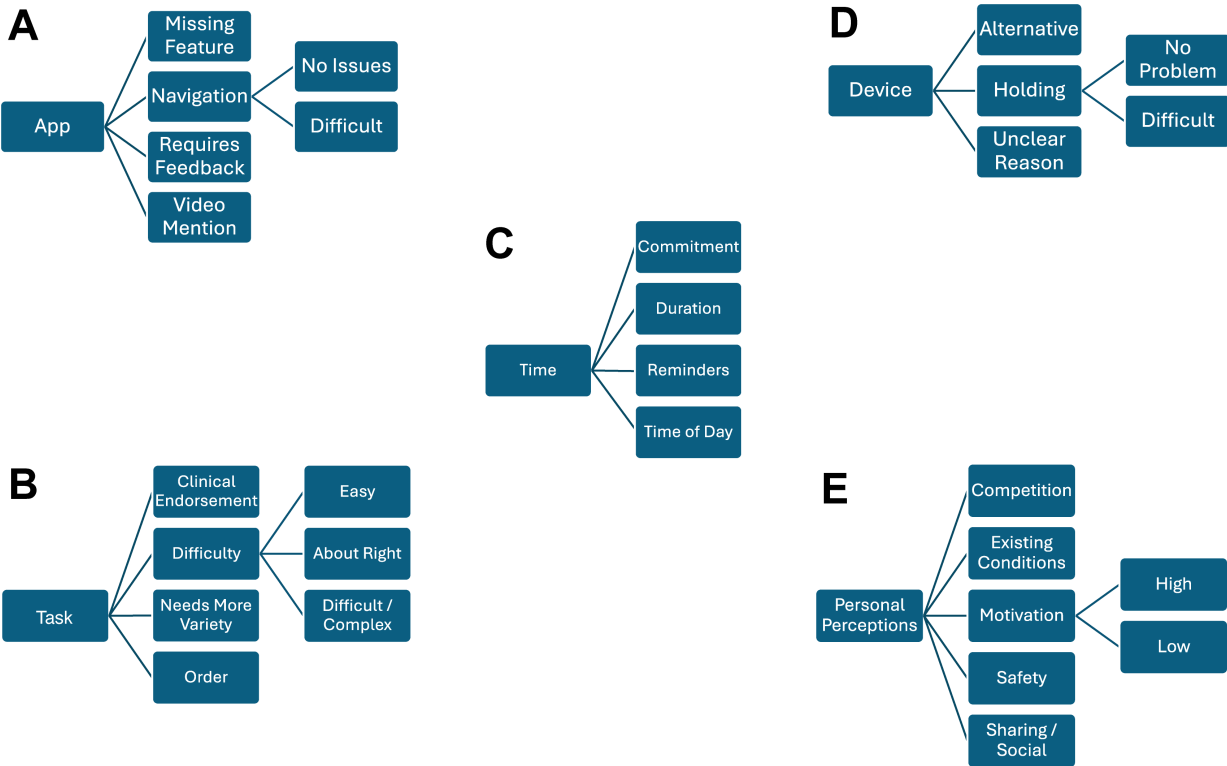 A
App
Missing
Feature
Navigation
Requires
Feedback
Video
Mention
No Issues
Difficult
B
Task
Clinical
Endorsement
Difficulty
Needs More
Variety
Order
Easy
About Right
Difficult /
Complex
C
Time
Commitment
Duration
Reminders
Time of Day
D
Device
Alternative
Holding
Unclear
Reason
No
Problem
Difficult
E
Personal
Perceptions
Competition
Existing
Conditions
Motivation
Safety
Sharing /
Social
High
Low